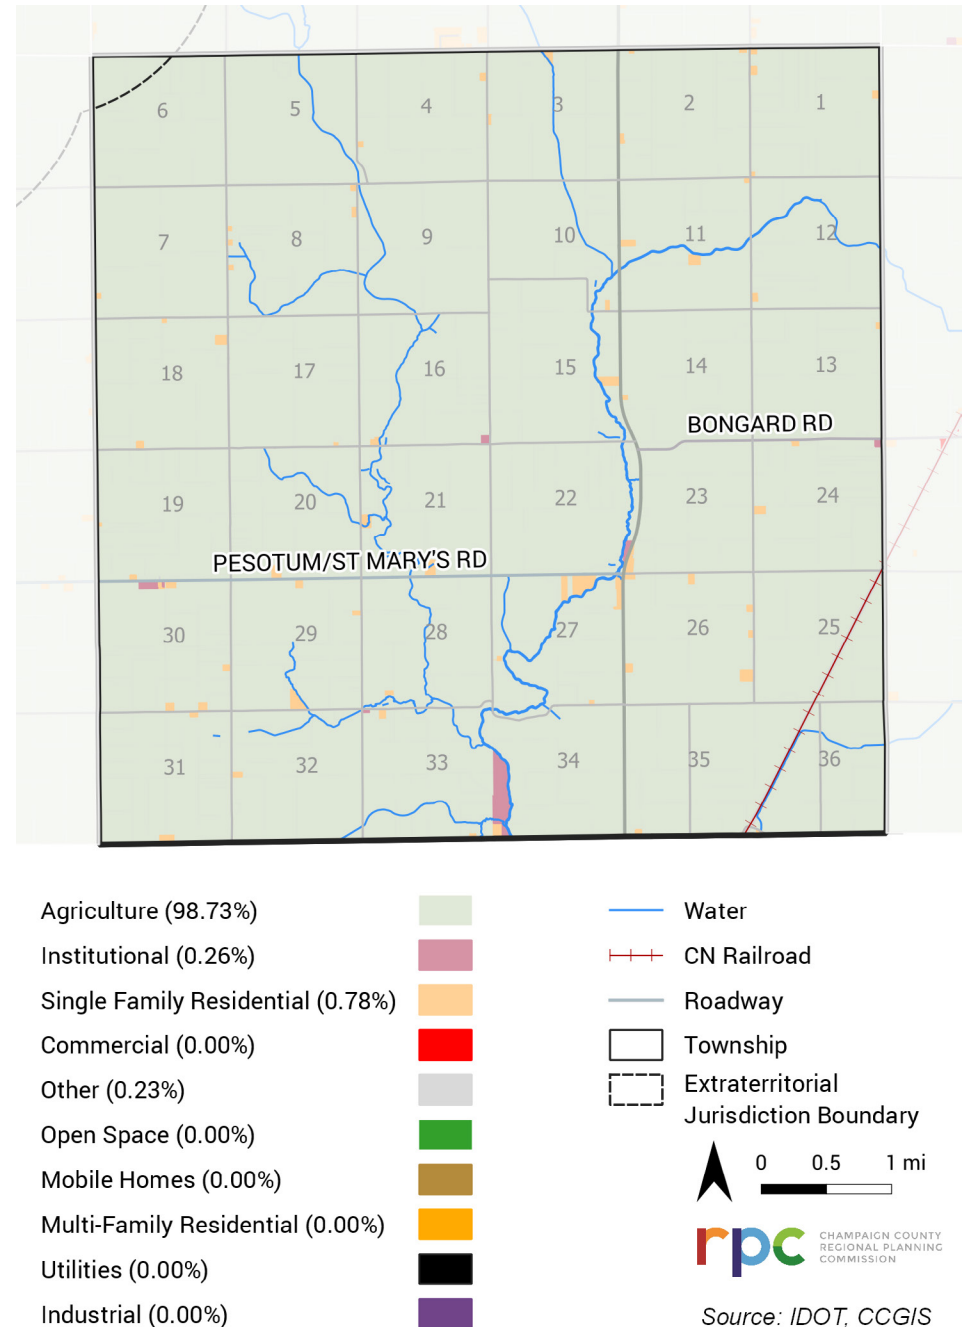 6 5 4 3 2 1
7 8 9 10 11 12
18 17 16 15 14 13
BONGARD RD
19 20 21 22 23 24
PESOTUM/ST MARY'S RD
30 29 28 27 26 25
31 32 33 34 35 36
Agriculture (98.73%)
Institutional (0.26%)
Single Family Residential (0.78%)
Commercial (0.00%)
Other (0.23%)
Open Space (0.00%)
Mobile Homes (0.00%)
Multi-Family Residential (0.00%)
Utilities (0.00%)
Industrial (0.00%)
Water
CN Railroad
Roadway
Township
Extraterritorial
Jurisdiction Boundary
0 0.5 1 mi
rpc
CHAMPAIGN COUNTY
REGIONAL PLANNING
COMMISSION
Source: IDOT, CCGIS